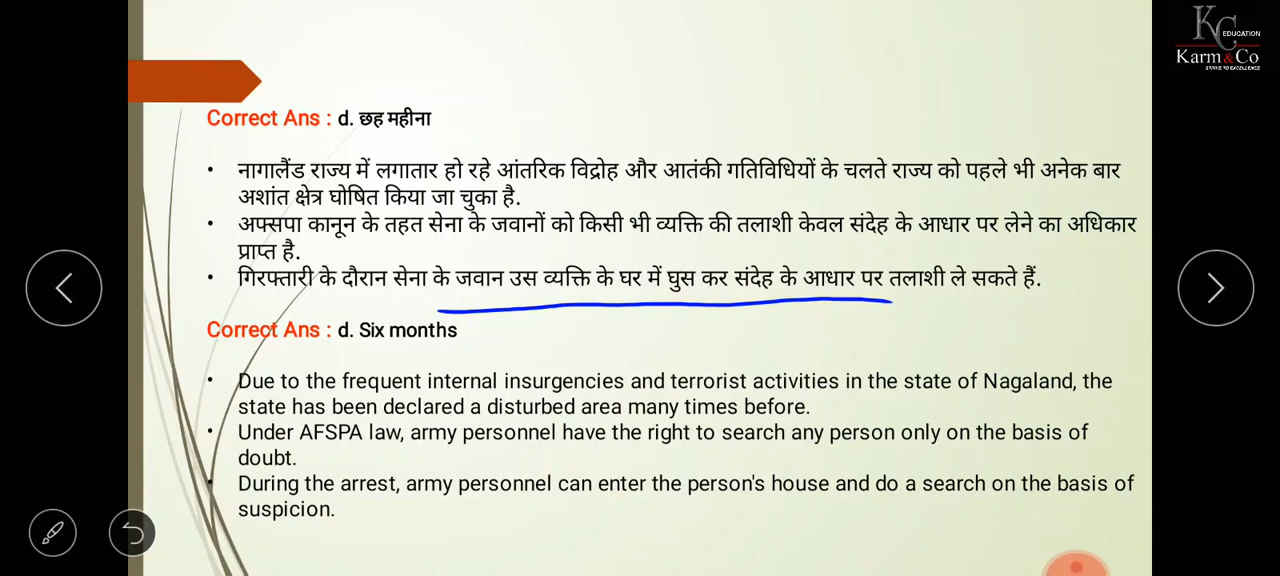 KC EDUCATION
Karm&Co
STRIVE TO EXCELLENCE
Correct Ans : d. छह महीना
• नागालैंड राज्य में लगातार हो रहे आंतरिक विद्रोह और आतंकी गतिविधियों के चलते राज्य को पहले भी अनेक बार
अशांत क्षेत्र घोषित किया जा चुका है.
• अफ्सपा कानून के तहत सेना के जवानों को किसी भी व्यक्ति की तलाशी केवल संदेह के आधार पर लेने का अधिकार
प्राप्त है.
• गिरफ्तारी के दौरान सेना के जवान उस व्यक्ति के घर में घुस कर संदेह के आधार पर तलाशी ले सकते हैं.
Correct Ans : d. Six months
• Due to the frequent internal insurgencies and terrorist activities in the state of Nagaland, the
state has been declared a disturbed area many times before.
• Under AFSPA law, army personnel have the right to search any person only on the basis of
doubt.
• During the arrest, army personnel can enter the person's house and do a search on the basis of
suspicion.